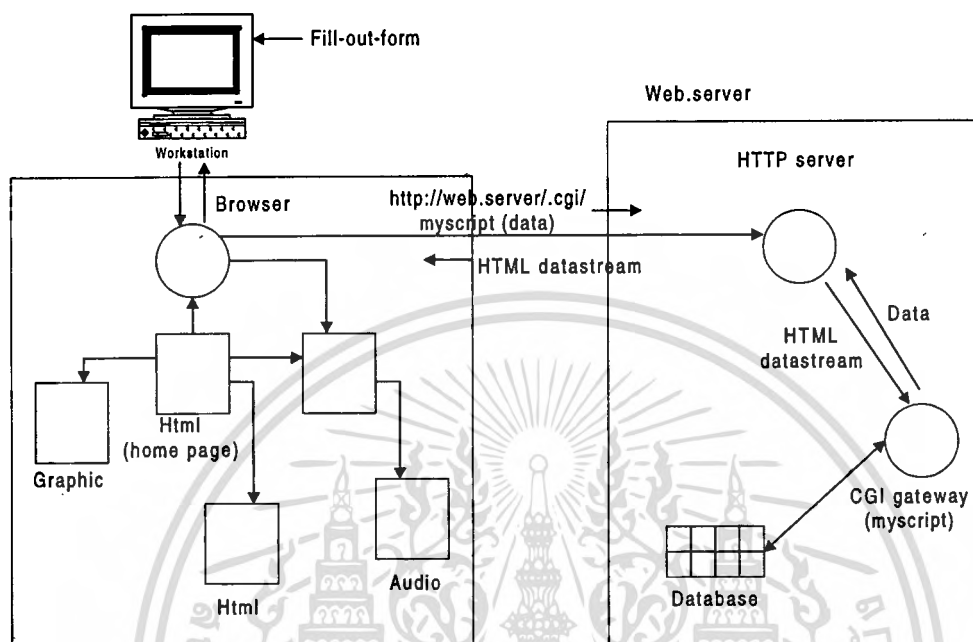 Fill-out-form
Web.server
Workstation
HTTP server
Browser
http://web.server/.cgi/
myscript (data)
HTML datastream
Data
HTML
datastream
Html
(home page)
Graphic
CGI gateway
(myscript)
Html
Audio
Database